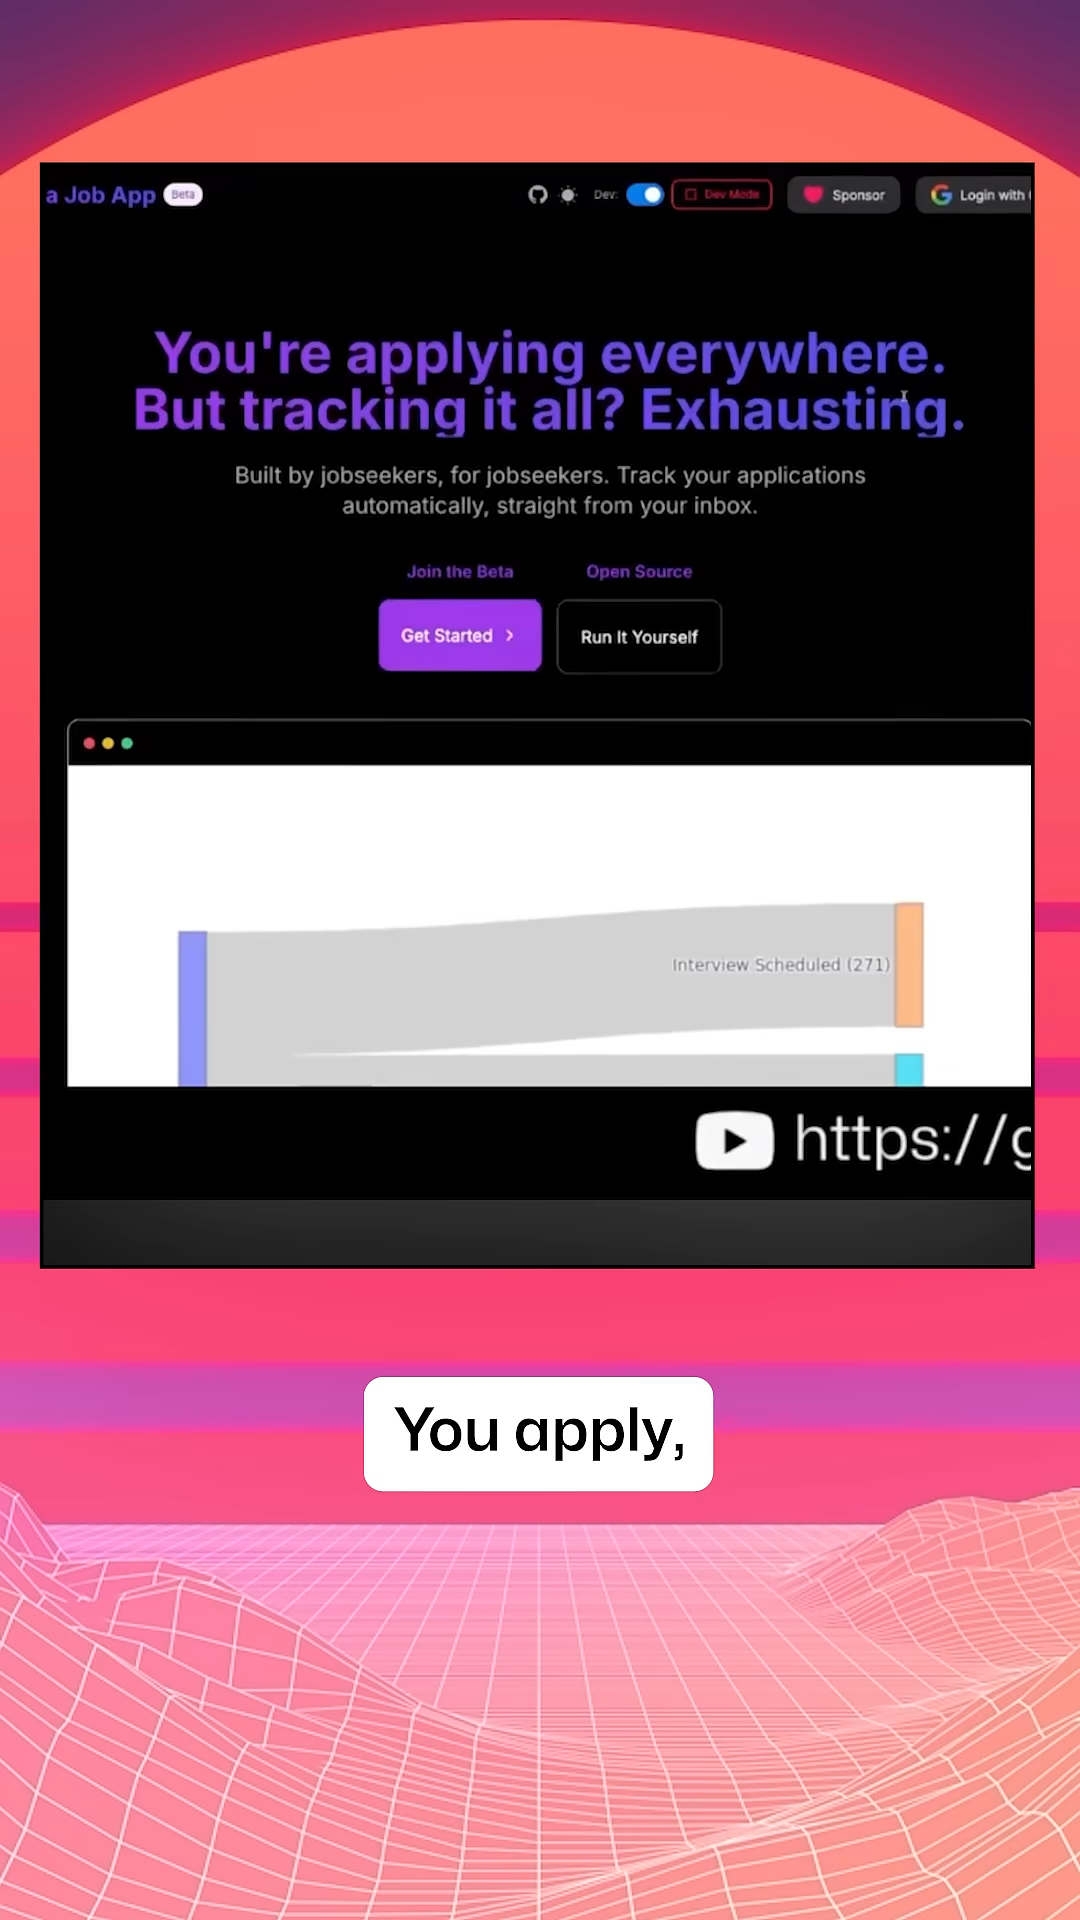 a Job App Beta
Dev: Dev Mode Sponsor Login with
You're applying everywhere.
But tracking it all? Exhausting.
Built by jobseekers, for jobseekers. Track your applications
automatically, straight from your inbox.
Join the Beta Open Source
Get Started Run It Yourself
Interview Scheduled (271)
https://g
You apply,